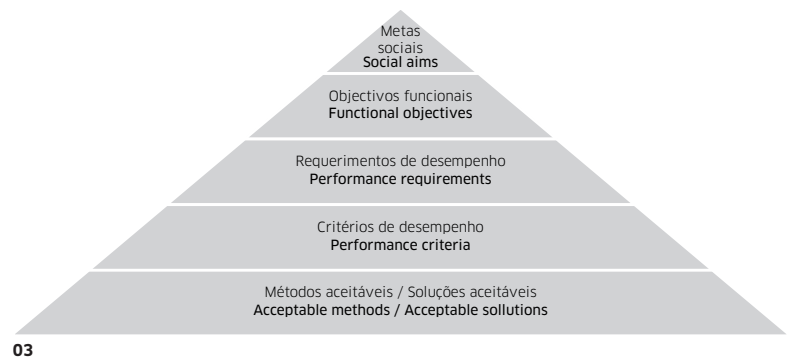 Metas
sociais
Social aims
Objectivos funcionais
Functional objectives
Requerimentos de desempenho
Performance requirements
Critérios de desempenho
Performance criteria
Métodos aceitáveis / Soluções aceitáveis
Acceptable methods / Acceptable sollutions
03